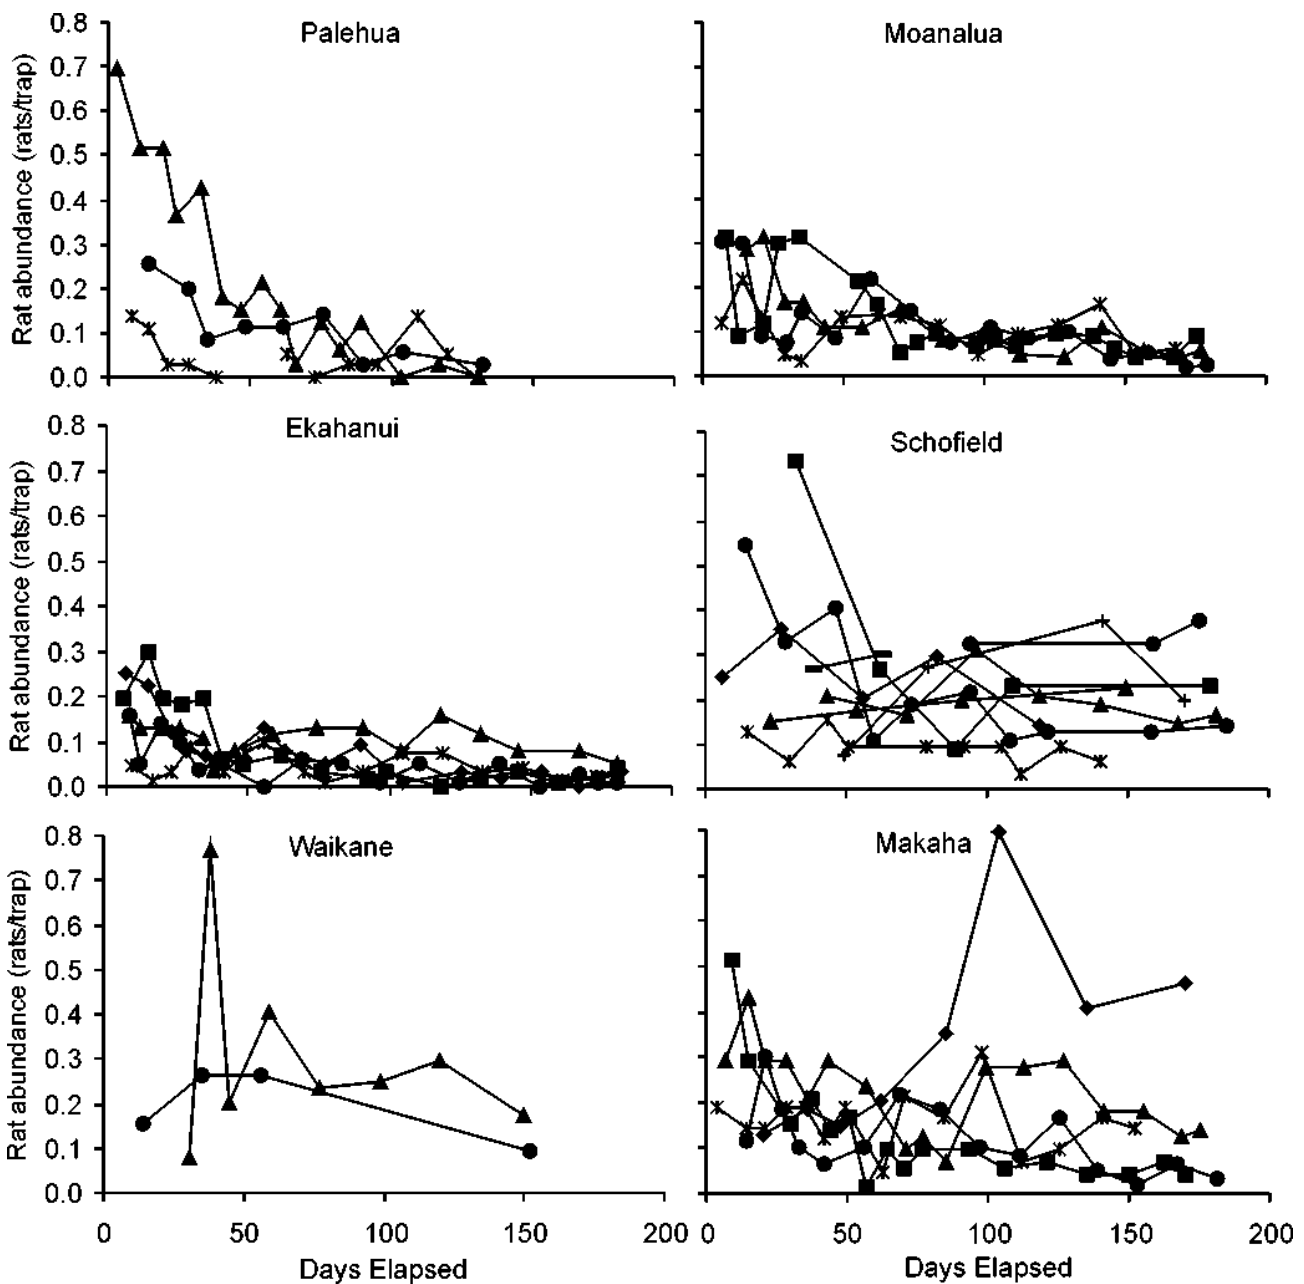 Palehua
Rat abundance (rats/trap)
0.8
0.7
0.6
0.5
0.4
0.3
0.2
0.1
0.0
Moanalua
Ekahanui
Rat abundance (rats/trap)
0.8
0.7
0.6
0.5
0.4
0.3
0.2
0.1
0.0
Schofield
Waikane
Rat abundance (rats/trap)
0.8
0.7
0.6
0.5
0.4
0.3
0.2
0.1
0.0
0 50 100 150 200
Days Elapsed
Makaha
0 50 100 150 200
Days Elapsed